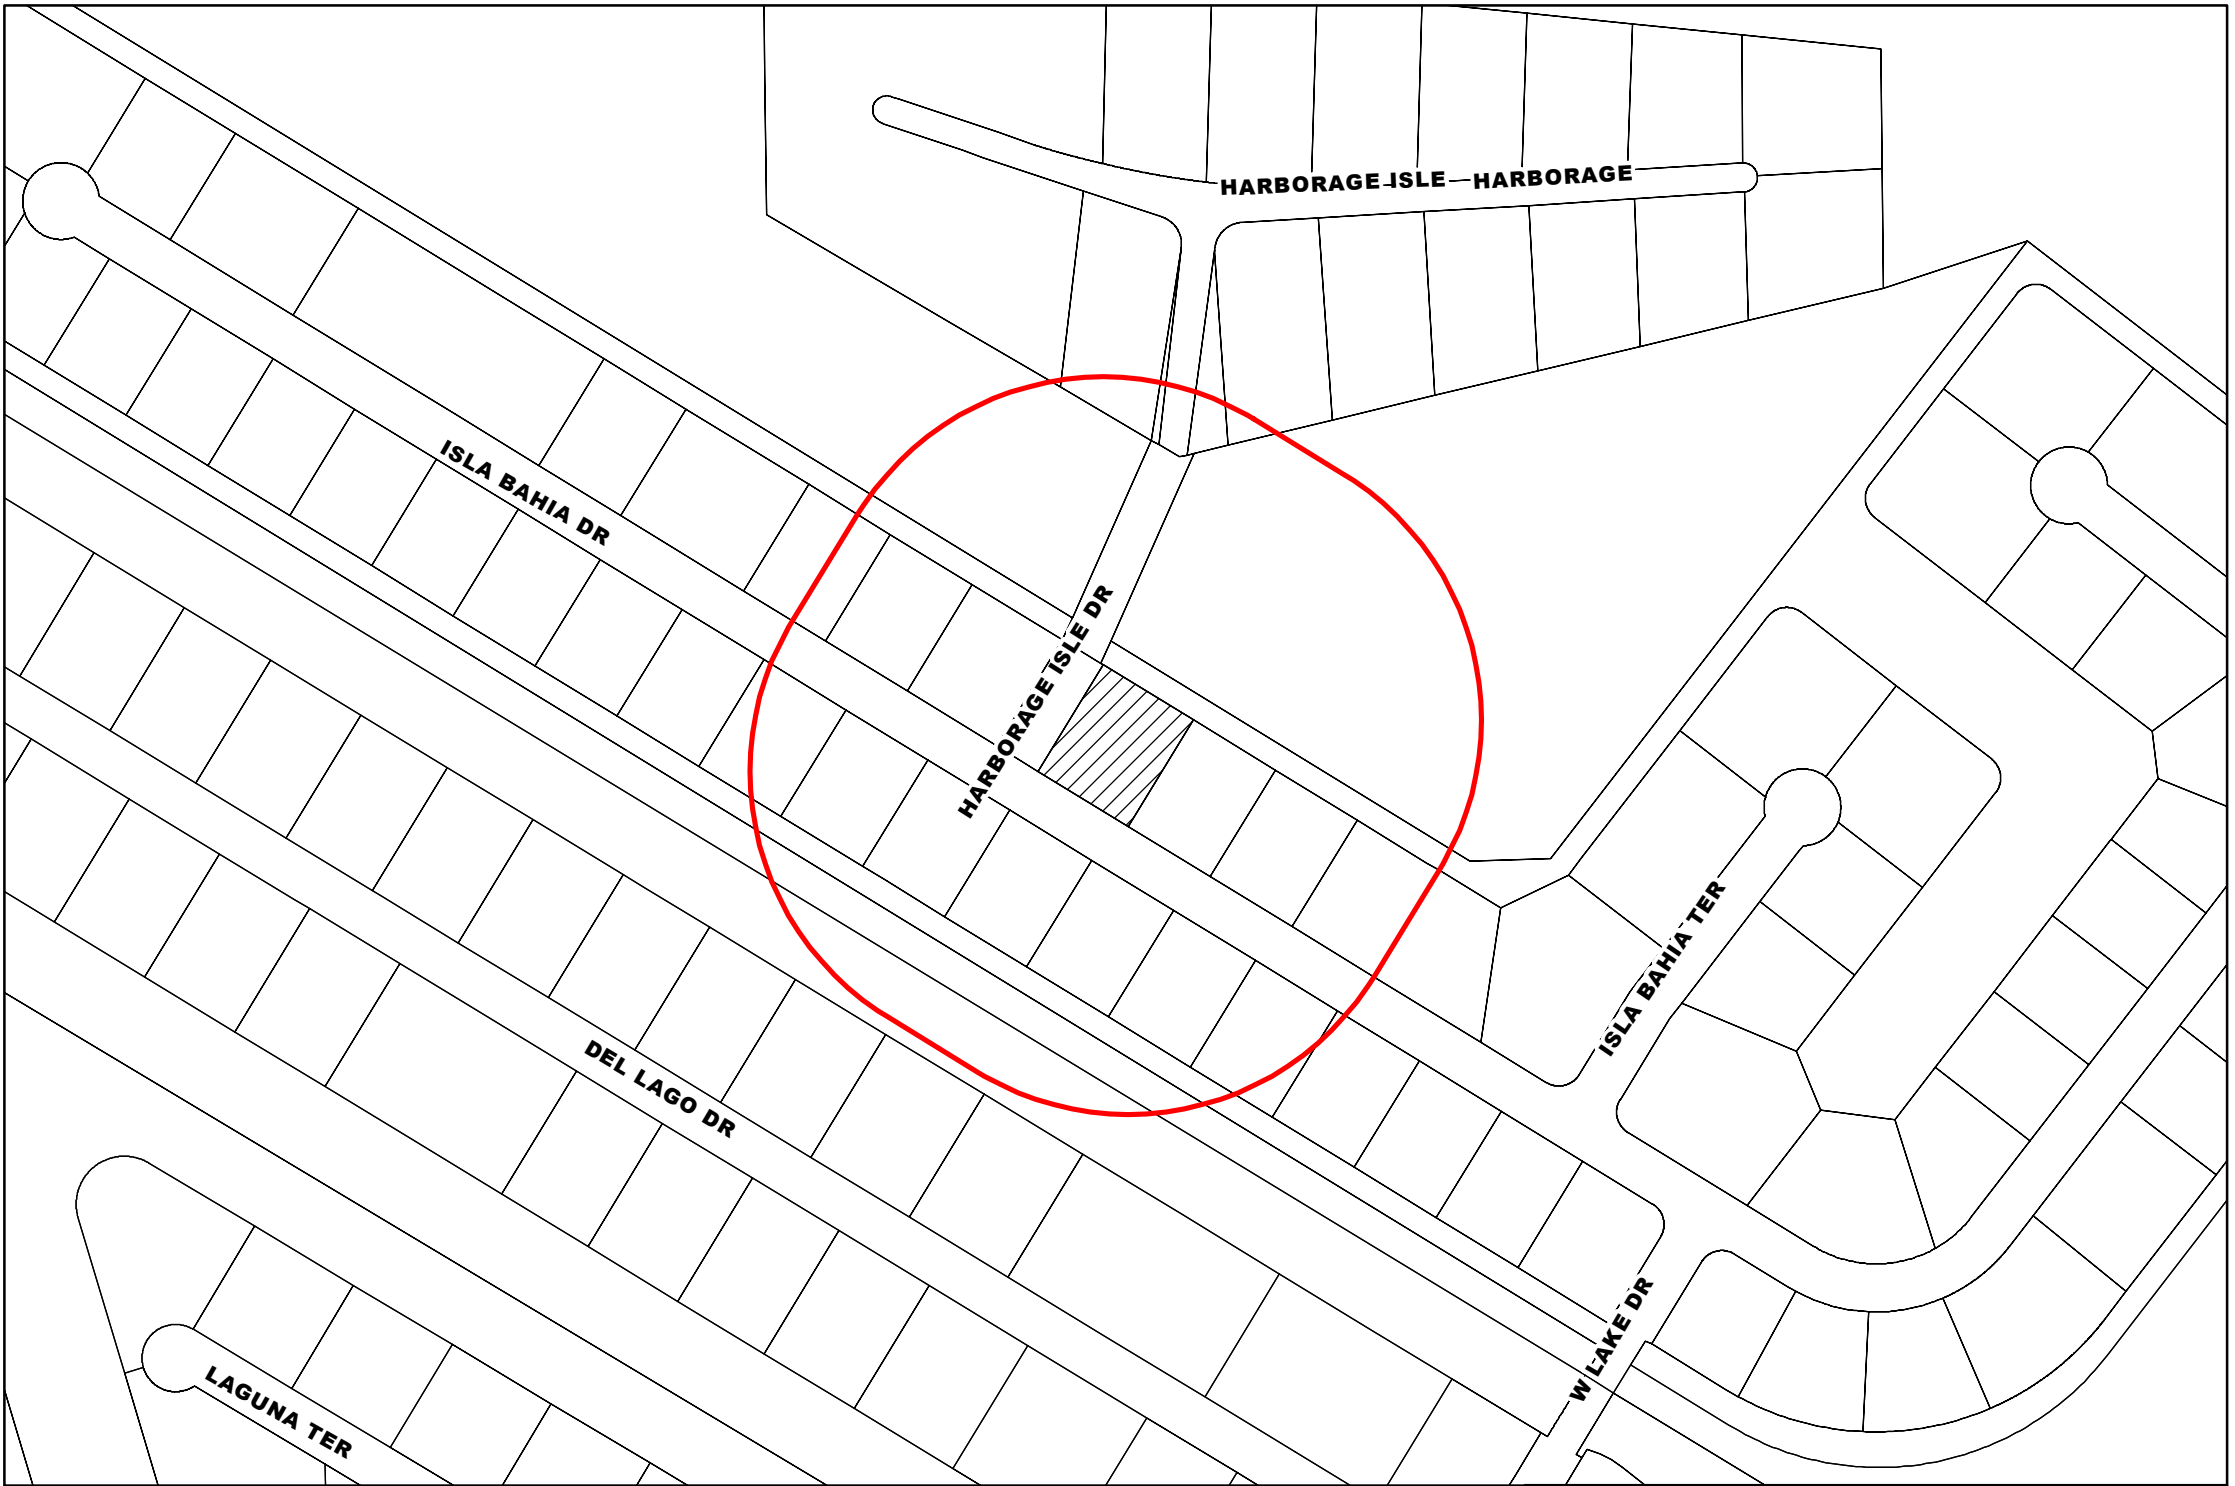 HARBORAGE ISLE HARBORAGE
ISLA BAHIA DR
HARBORAGE ISLE DR
ISLA BAHIA TER
DEL LAGO DR
W LAKE DR
LAGUNA TER